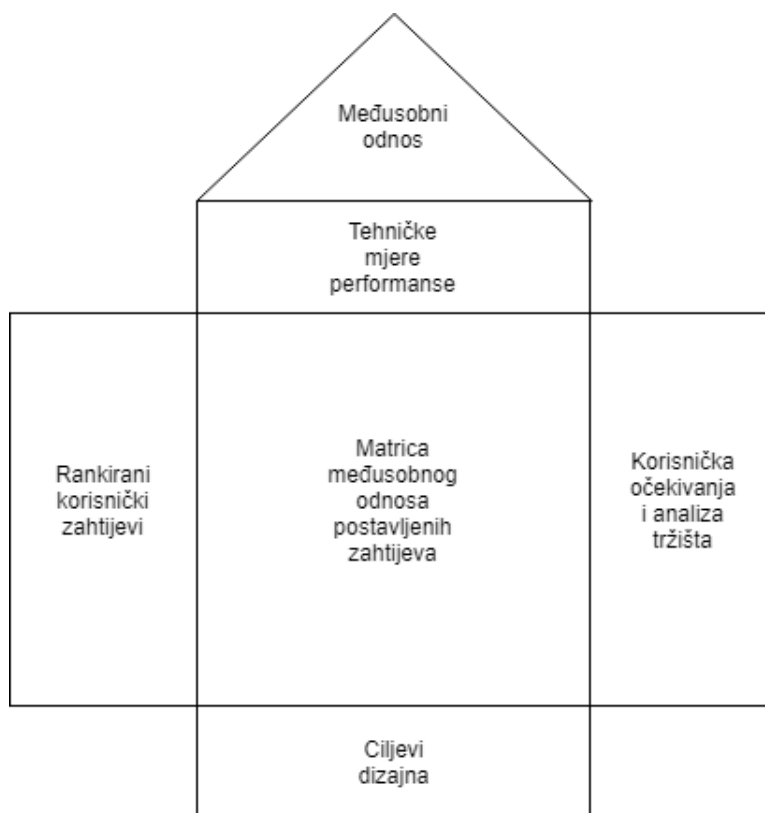 Međusobni
odnos
Tehničke
mjere
performanse
Rankirani
korisnički
zahtijevi
Matrica
međusobnog
odnosa
postavljenih
zahtijeva
Korisnička
očekivanja
i analiza
tržišta
Ciljevi
dizajna